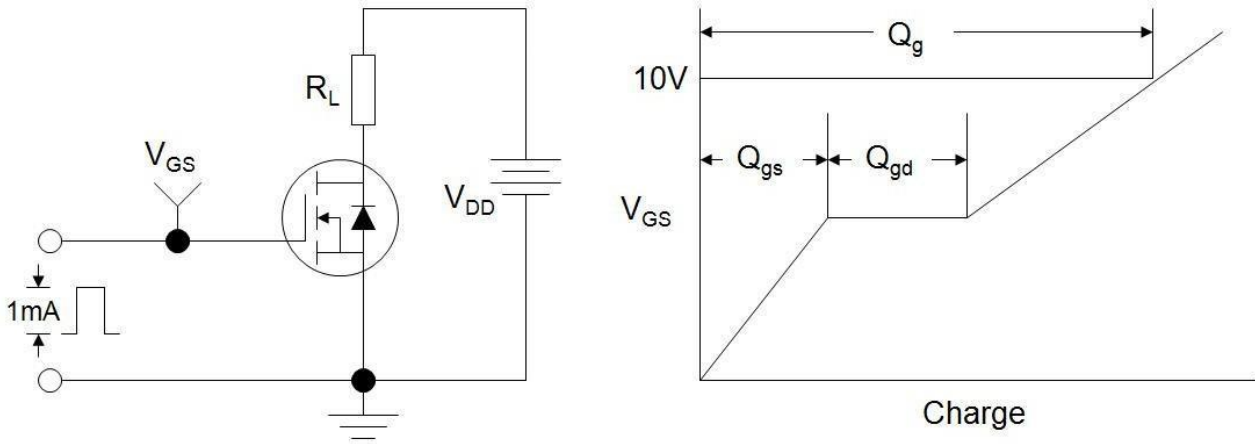 R_L
V_GS
V_DD
1mA
Q_g
10V
Q_gs
Q_gd
V_GS
Charge